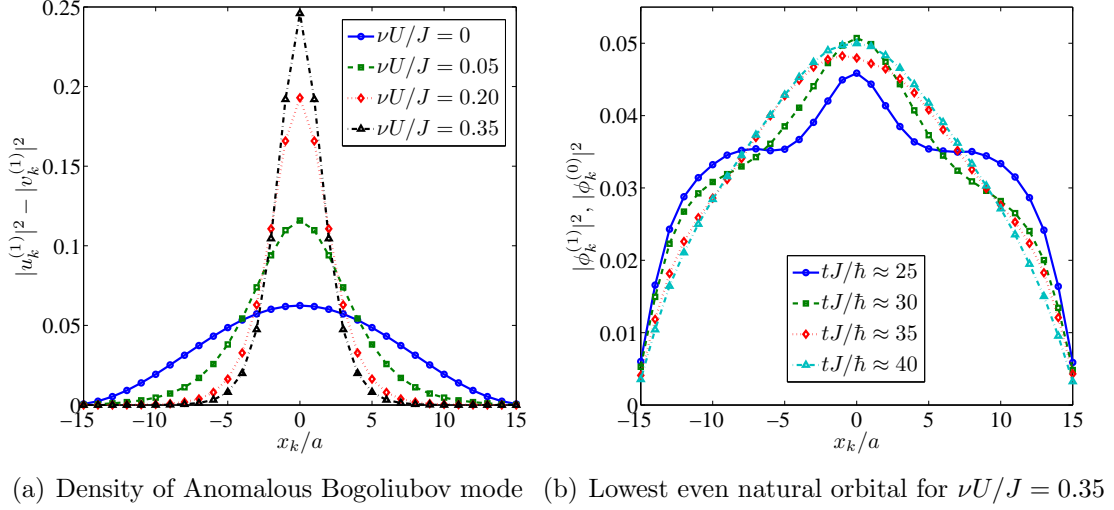 0.25
0.20
0.15
0.10
0.05
0
|u_k^{(1)}|^2 − |v_k^{(1)}|^2
νU/J = 0
νU/J = 0.05
νU/J = 0.20
νU/J = 0.35
−15 −10 −5 0 5 10 15
x_k/a
(a) Density of Anomalous Bogoliubov mode
0.05
0.04
0.03
0.02
0.01
0
|ϕ_k^{(1)}|^2, |ϕ_k^{(0)}|^2
tJ/ħ ≈ 25
tJ/ħ ≈ 30
tJ/ħ ≈ 35
tJ/ħ ≈ 40
−15 −10 −5 0 5 10 15
x_k/a
(b) Lowest even natural orbital for νU/J = 0.35